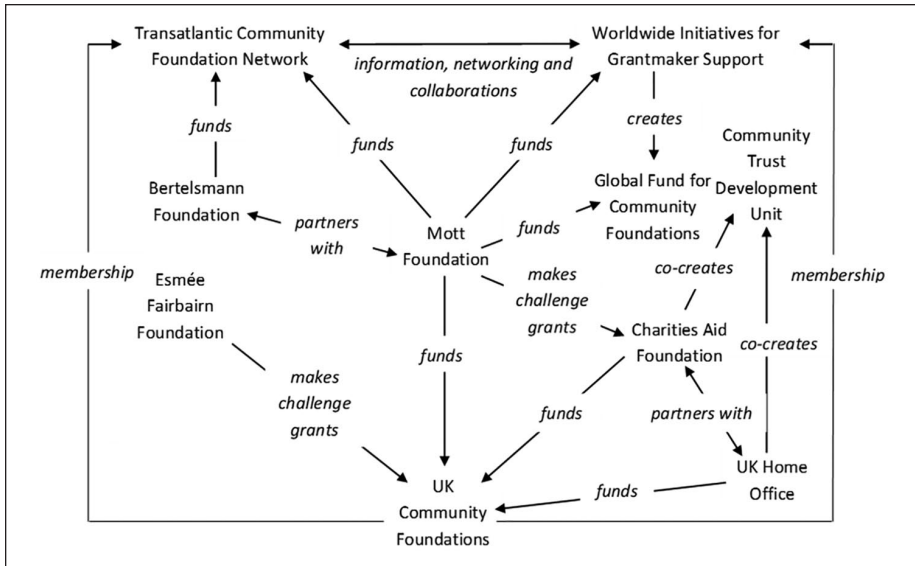 Transatlantic Community
Foundation Network
Worldwide Initiatives for
Grantmaker Support
information, networking and
collaborations
funds
funds
funds
creates
Community
Trust
Development
Unit
Bertelsmann
Foundation
partners
with
Mott
Foundation
funds
Global Fund for
Community
Foundations
membership
Esmée
Fairbairn
Foundation
makes
challenge
grants
co-creates
membership
Charities Aid
Foundation
co-creates
makes
challenge
grants
funds
funds
partners with
UK
Community
Foundations
funds
UK Home
Office